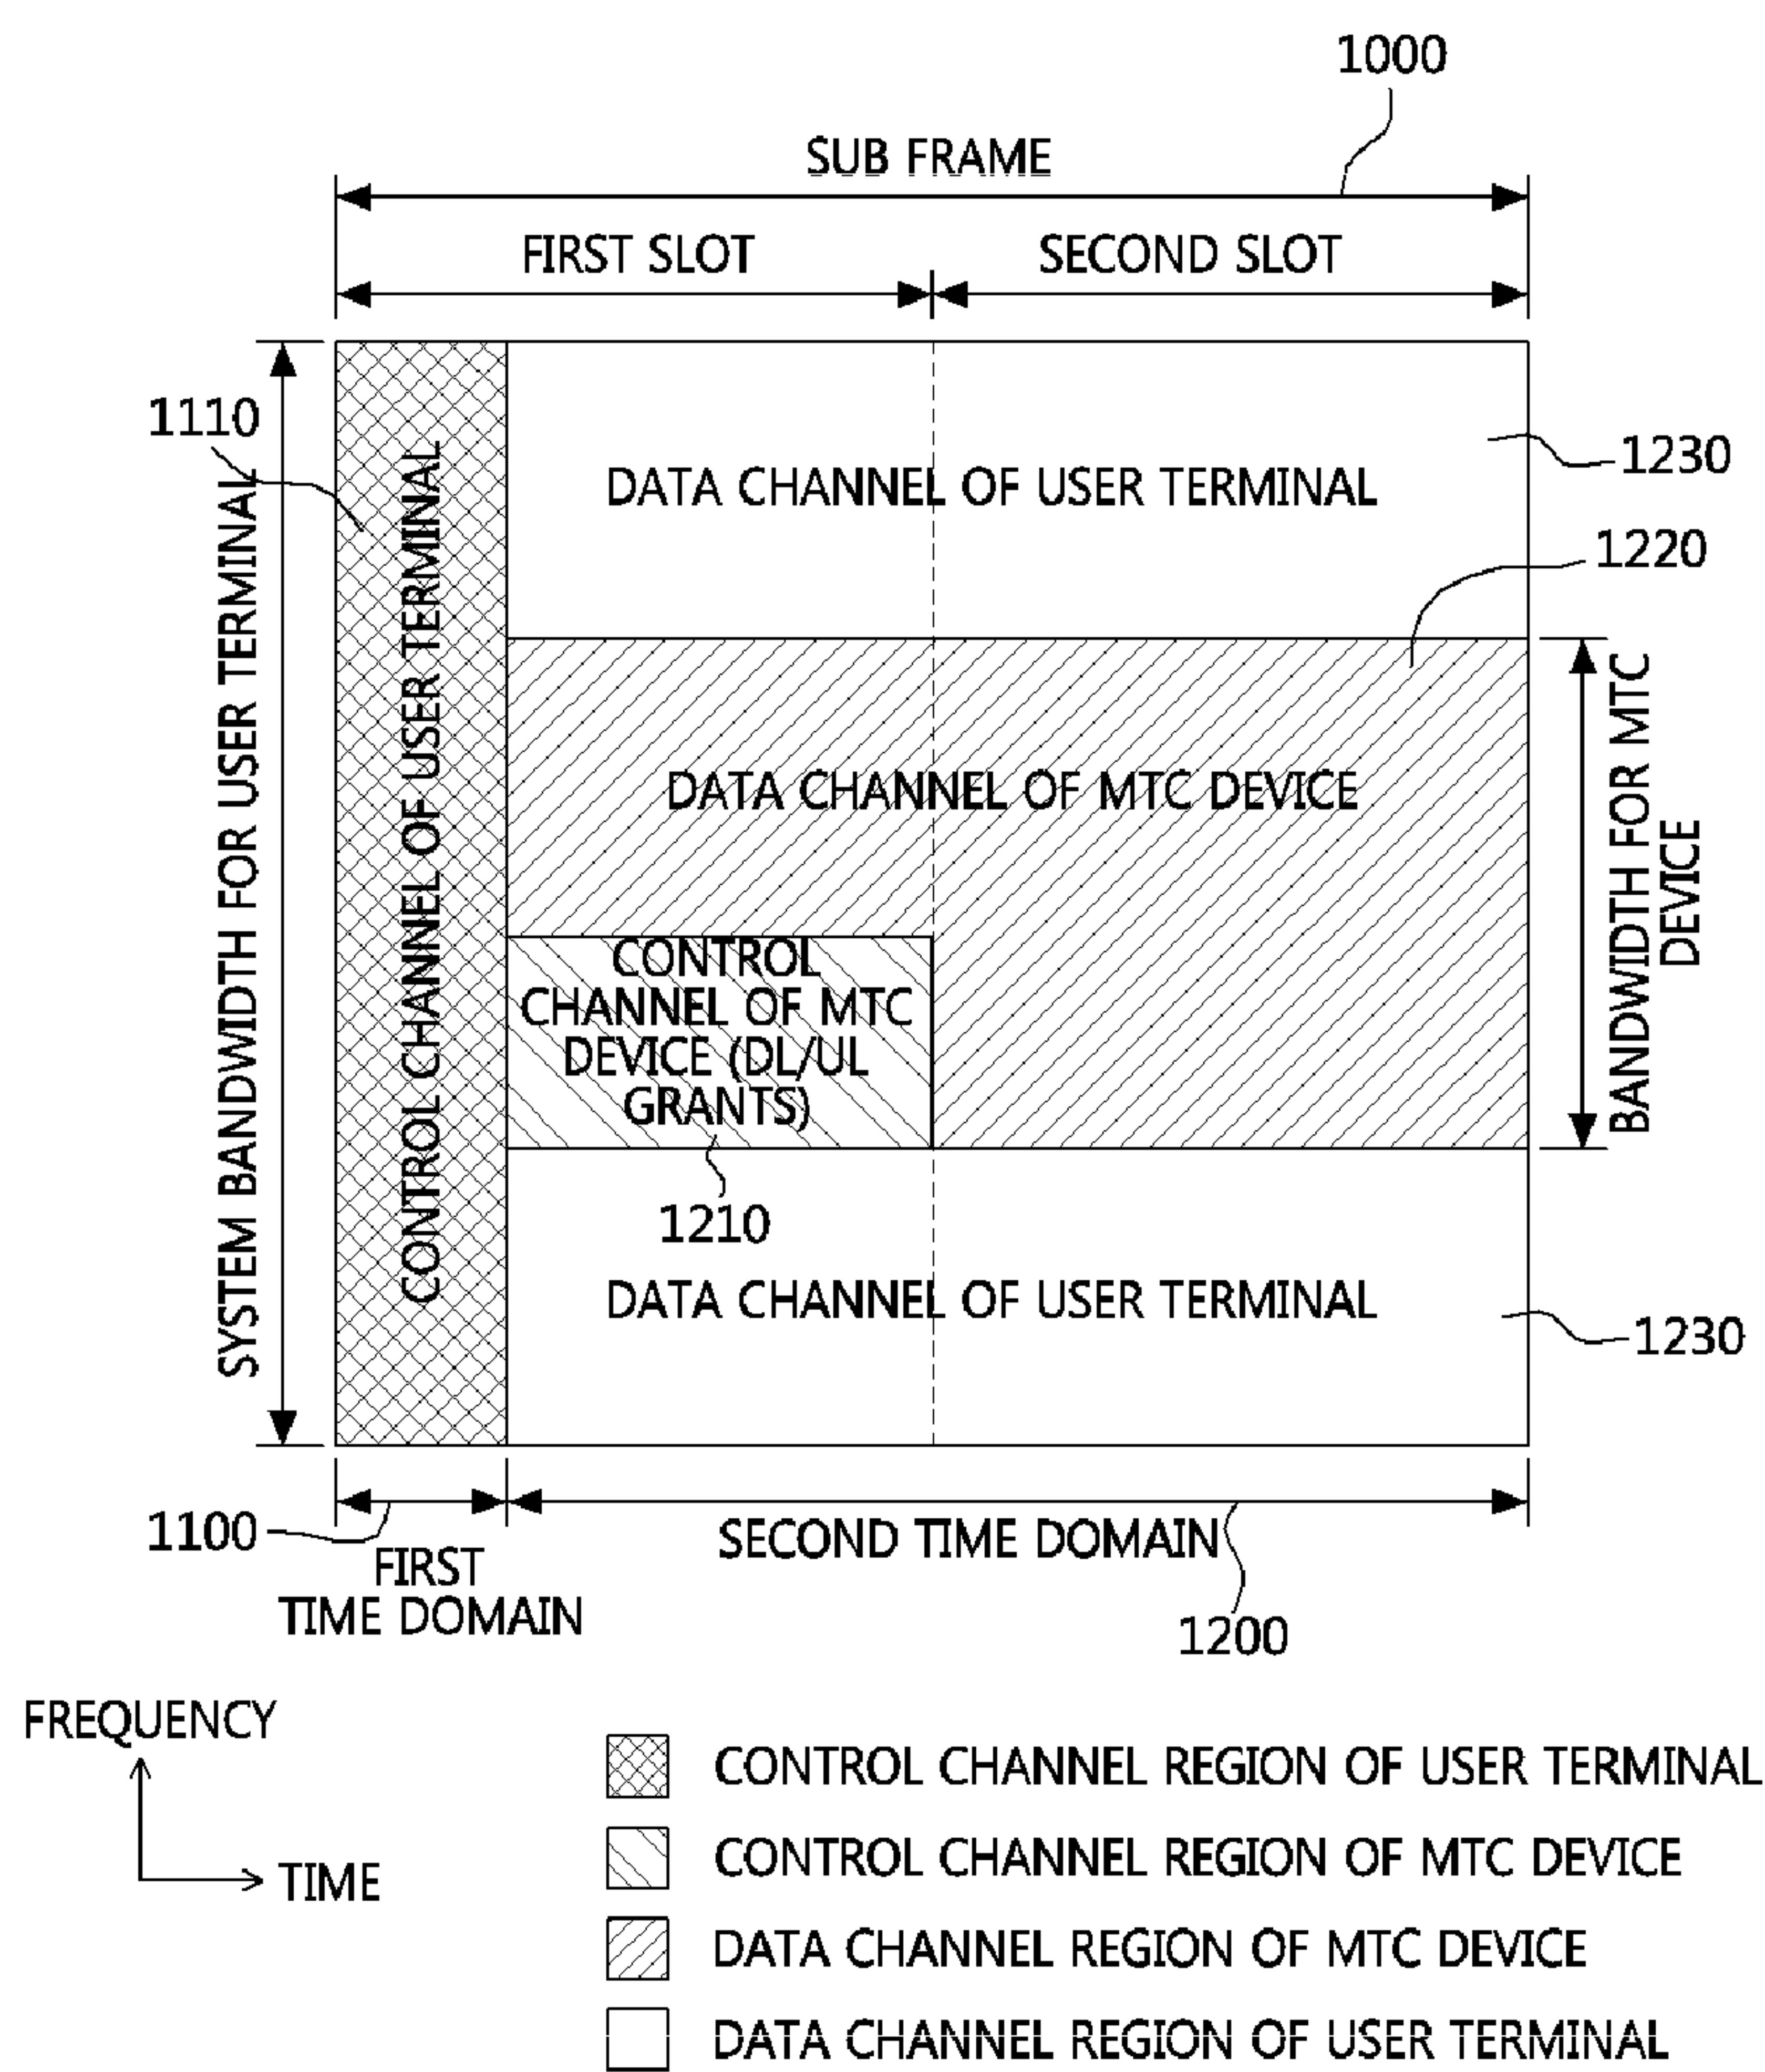 1000
SUB FRAME
FIRST SLOT
SECOND SLOT
1110
SYSTEM BANDWIDTH FOR USER TERMINAL
CONTROL CHANNEL OF USER TERMINAL
DATA CHANNEL OF USER TERMINAL
1230
1220
DATA CHANNEL OF MTC DEVICE
BANDWIDTH FOR MTC
DEVICE
CONTROL
CHANNEL OF MTC
DEVICE (DL/UL
GRANTS)
1210
DATA CHANNEL OF USER TERMINAL
1230
1100
FIRST
TIME DOMAIN
SECOND TIME DOMAIN
1200
FREQUENCY
TIME
CONTROL CHANNEL REGION OF USER TERMINAL
CONTROL CHANNEL REGION OF MTC DEVICE
DATA CHANNEL REGION OF MTC DEVICE
DATA CHANNEL REGION OF USER TERMINAL